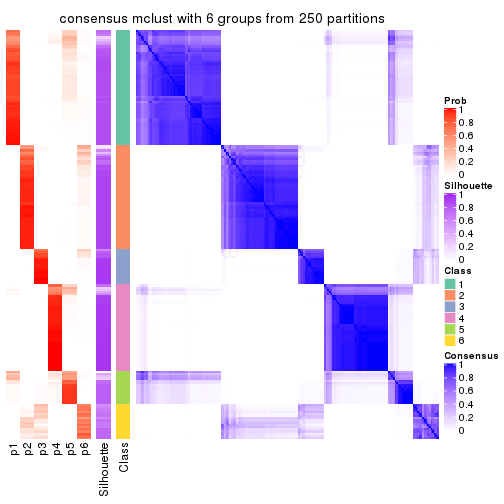 consensus mclust with 6 groups from 250 partitions
Prob
1
0.8
0.6
0.4
0.2
0
Silhouette
1
0.8
0.6
0.4
0.2
0
Class
1
2
3
4
5
6
Consensus
1
0.8
0.6
0.4
0.2
0
p1
p2
p3
p4
p5
p6
Silhouette
Class